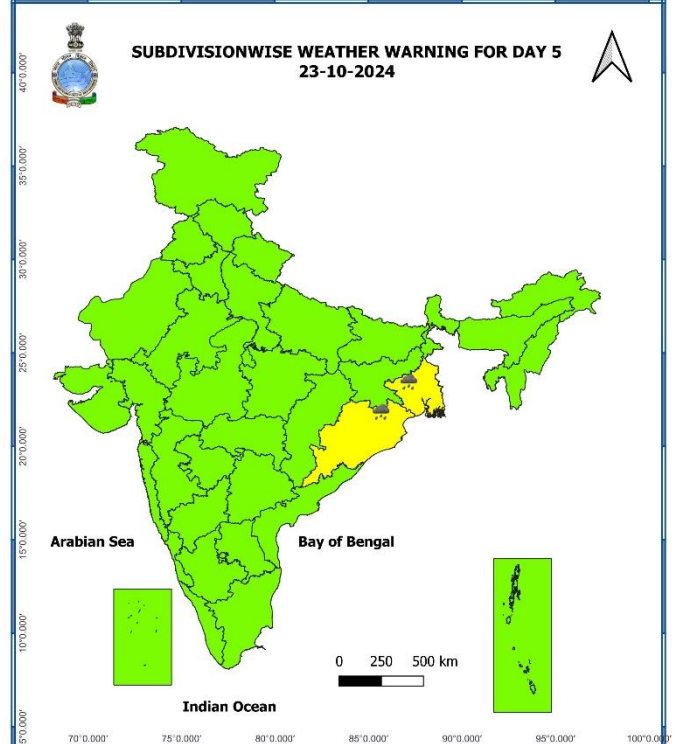 SUBDIVISIONWISE WEATHER WARNING FOR DAY 5
23-10-2024
40°0.000'
35°0.000'
30°0.000'
25°0.000'
20°0.000'
15°0.000'
10°0.000'
5°0.000'
Arabian Sea
Bay of Bengal
0 250 500 km
Indian Ocean
70°0.000' 75°0.000' 80°0.000' 85°0.000' 90°0.000' 95°0.000' 100°0.000'